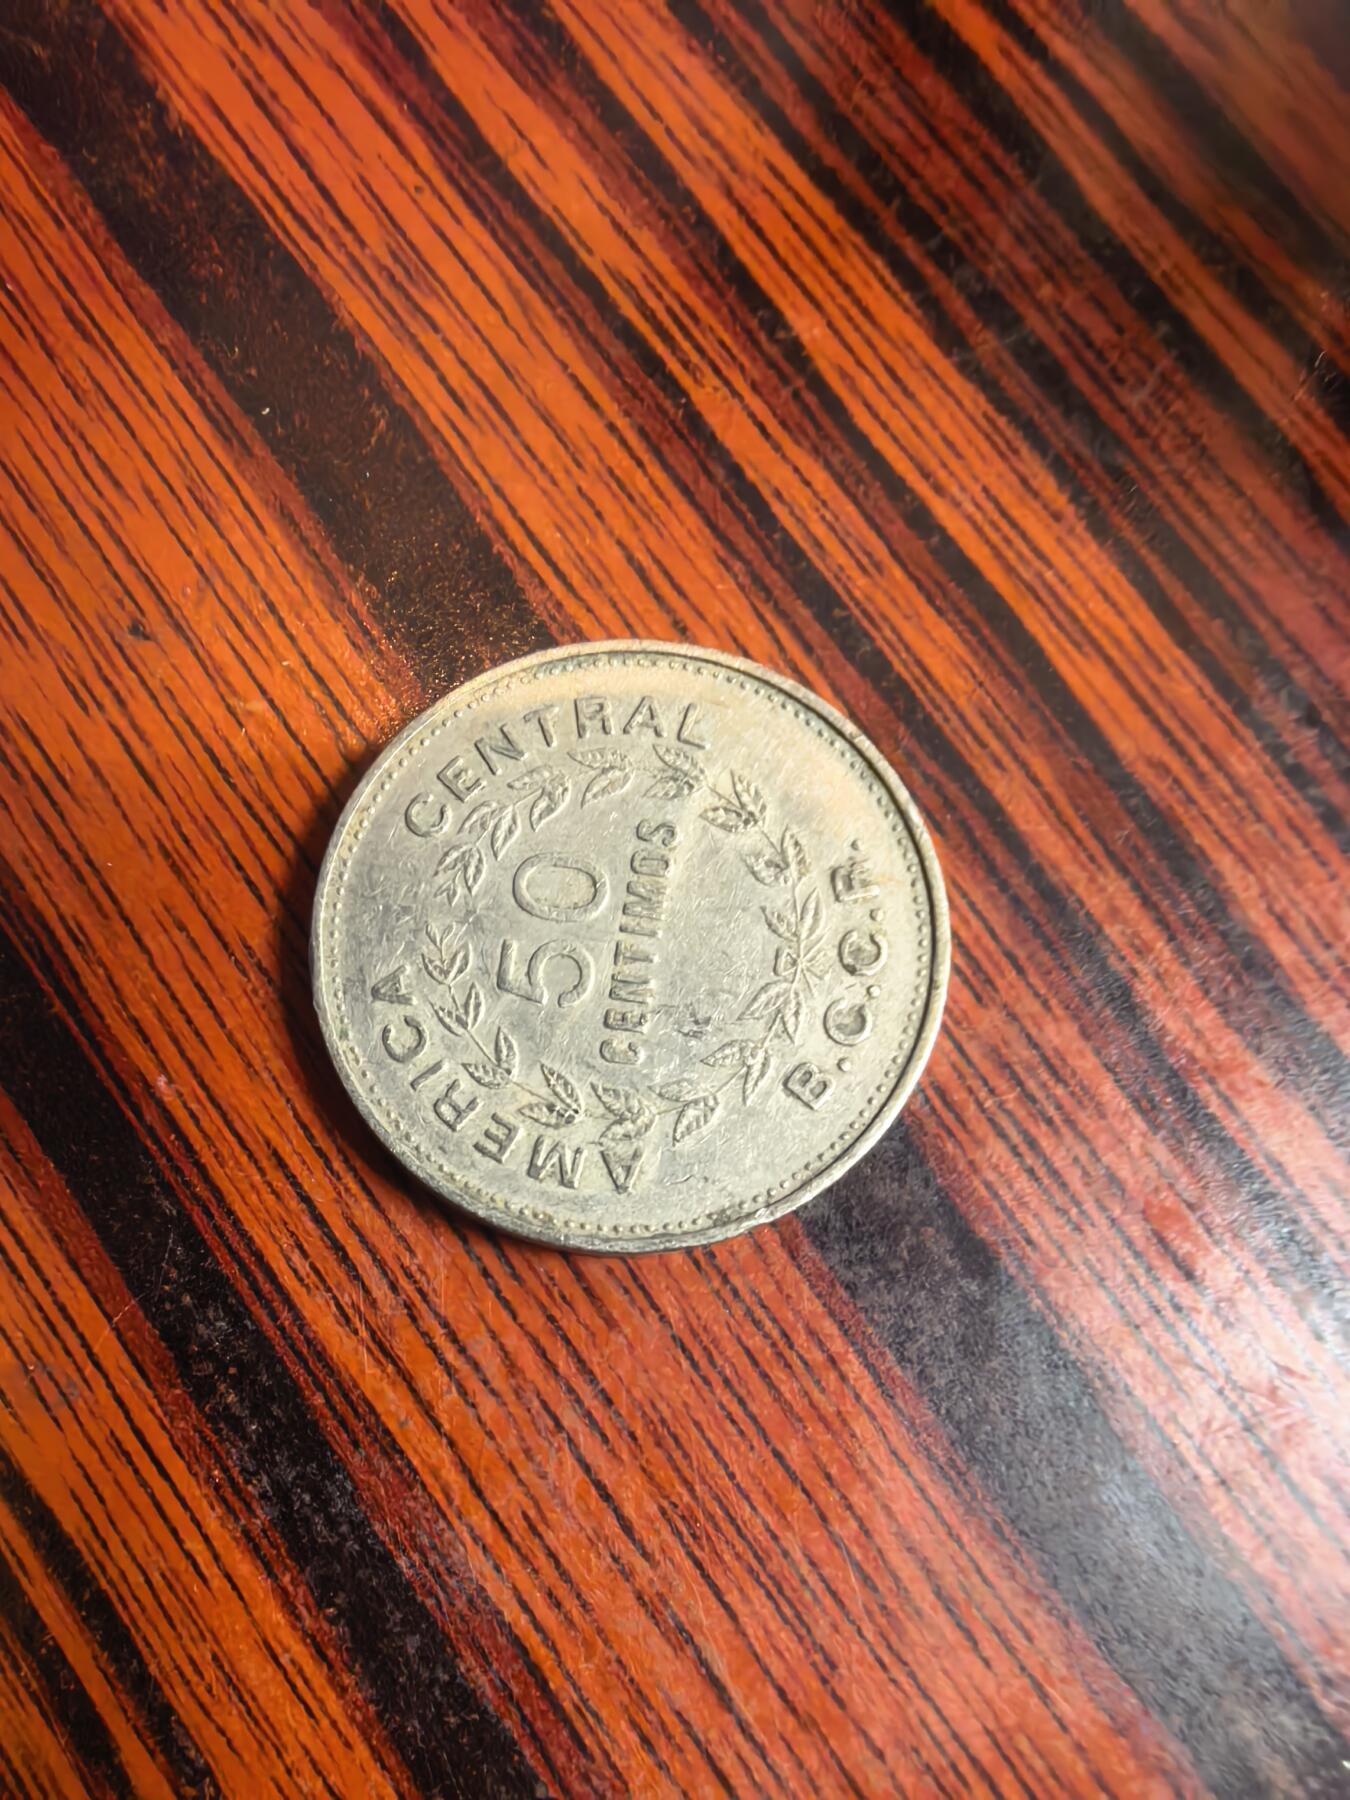 AMERICA CENTRAL
50
CENTIMOS
B.C.C.R.